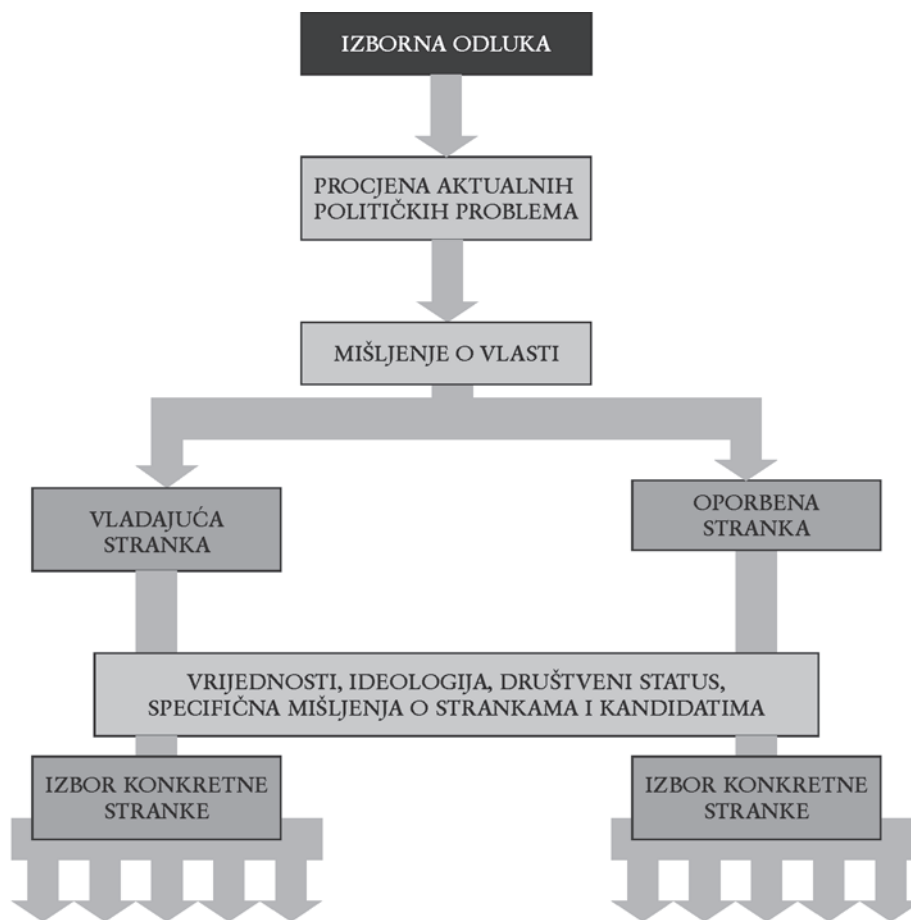 IZBORNA ODLUKA
PROCJENA AKTUALNIH
POLITIČKIH PROBLEMA
MIŠLJENJE O VLASTI
VLADAJUĆA
STRANKA
OPORBENA
STRANKA
VRIJEDNOSTI, IDEOLOGIJA, DRUŠTVENI STATUS,
SPECIFIČNA MIŠLJENJA O STRANKAMA I KANDIDATIMA
IZBOR KONKRETNE
STRANKE
IZBOR KONKRETNE
STRANKE